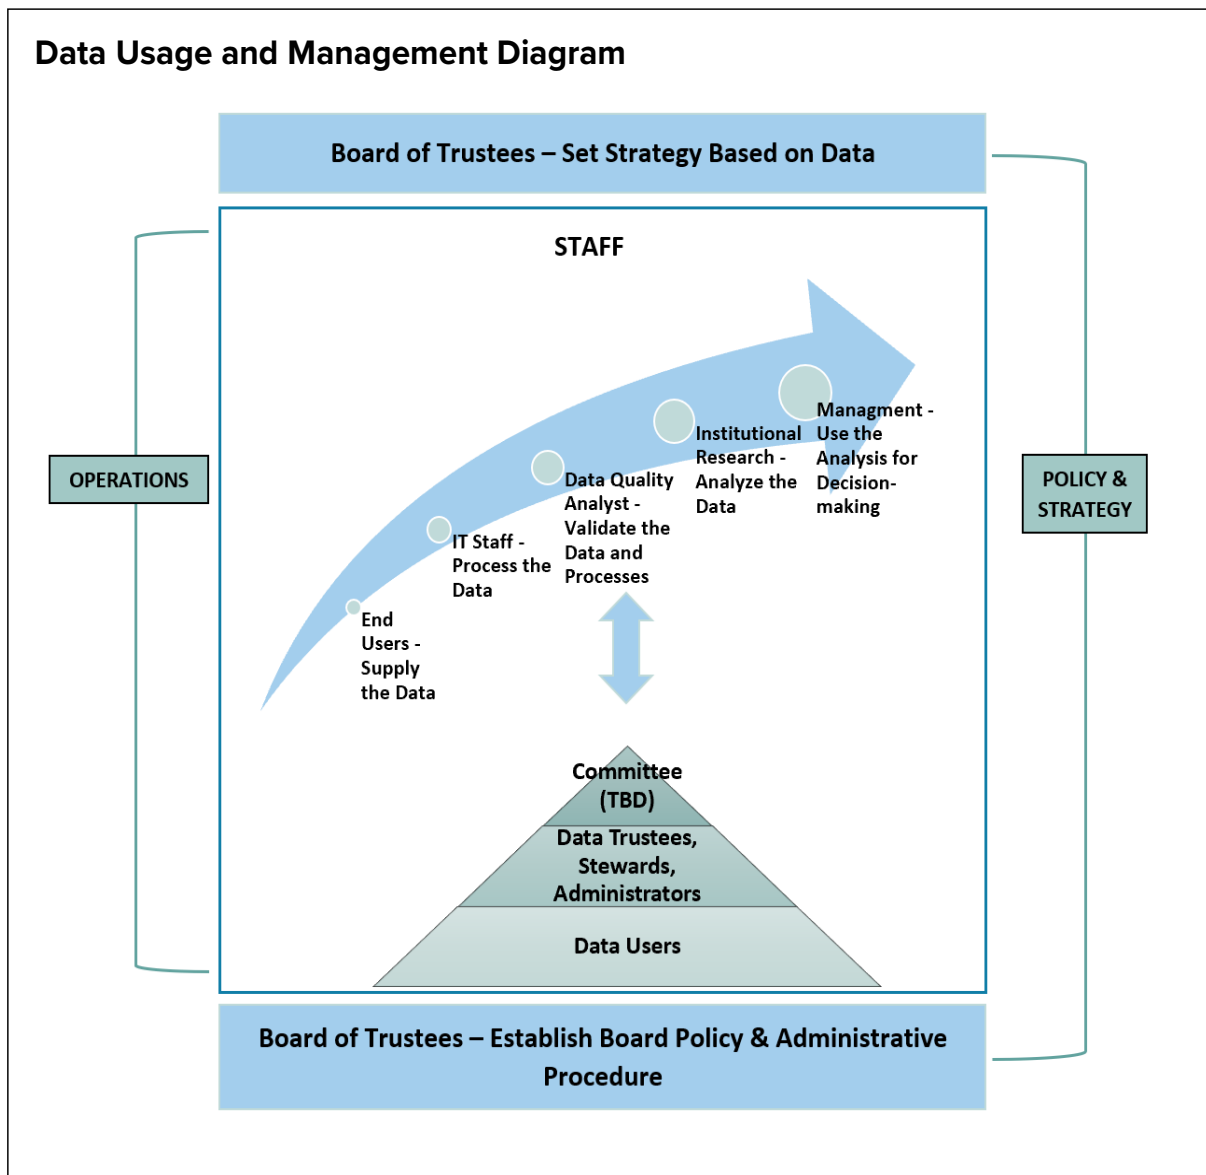 Data Usage and Management Diagram
Board of Trustees – Set Strategy Based on Data
STAFF
OPERATIONS
POLICY &
STRATEGY
End
Users -
Supply
the Data
IT Staff -
Process the
Data
Data Quality
Analyst -
Validate the
Data and
Processes
Institutional
Research -
Analyze the
Data
Managment -
Use the
Analysis for
Decision-
making
Committee
(TBD)
Data Trustees,
Stewards,
Administrators
Data Users
Board of Trustees – Establish Board Policy & Administrative
Procedure